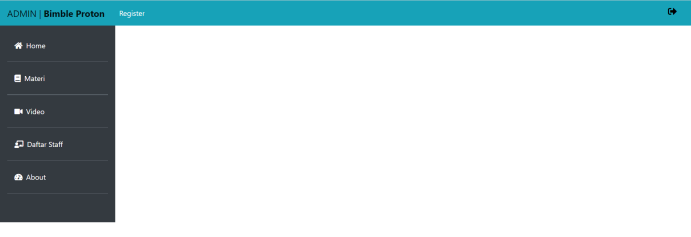 ADMIN | Bimble Proton Register
Home
Materi
Video
Daftar Staff
About